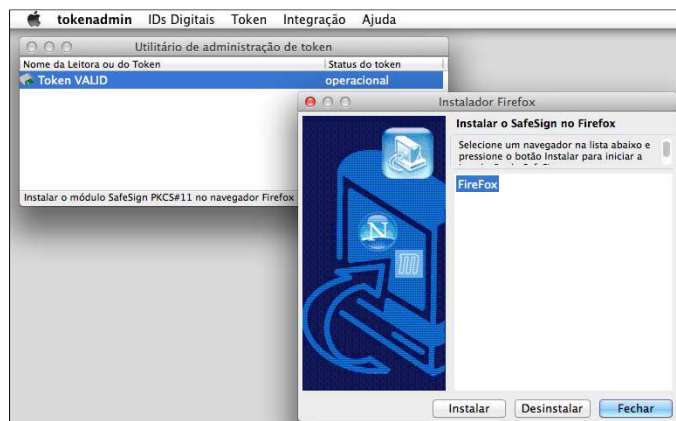 tokenadmin IDs Digitais Token Integração Ajuda
Utilitário de administração de token
Nome da Leitora ou do Token Status do token
Token VALID operacional
Instalar o módulo SafeSign PKCS#11 no navegador Firefox
Instalador Firefox
Instalar o SafeSign no Firefox
Selecione um navegador na lista abaixo e
pressione o botão Instalar para iniciar a
FireFox
N
m
Instalar Desinstalar Fechar